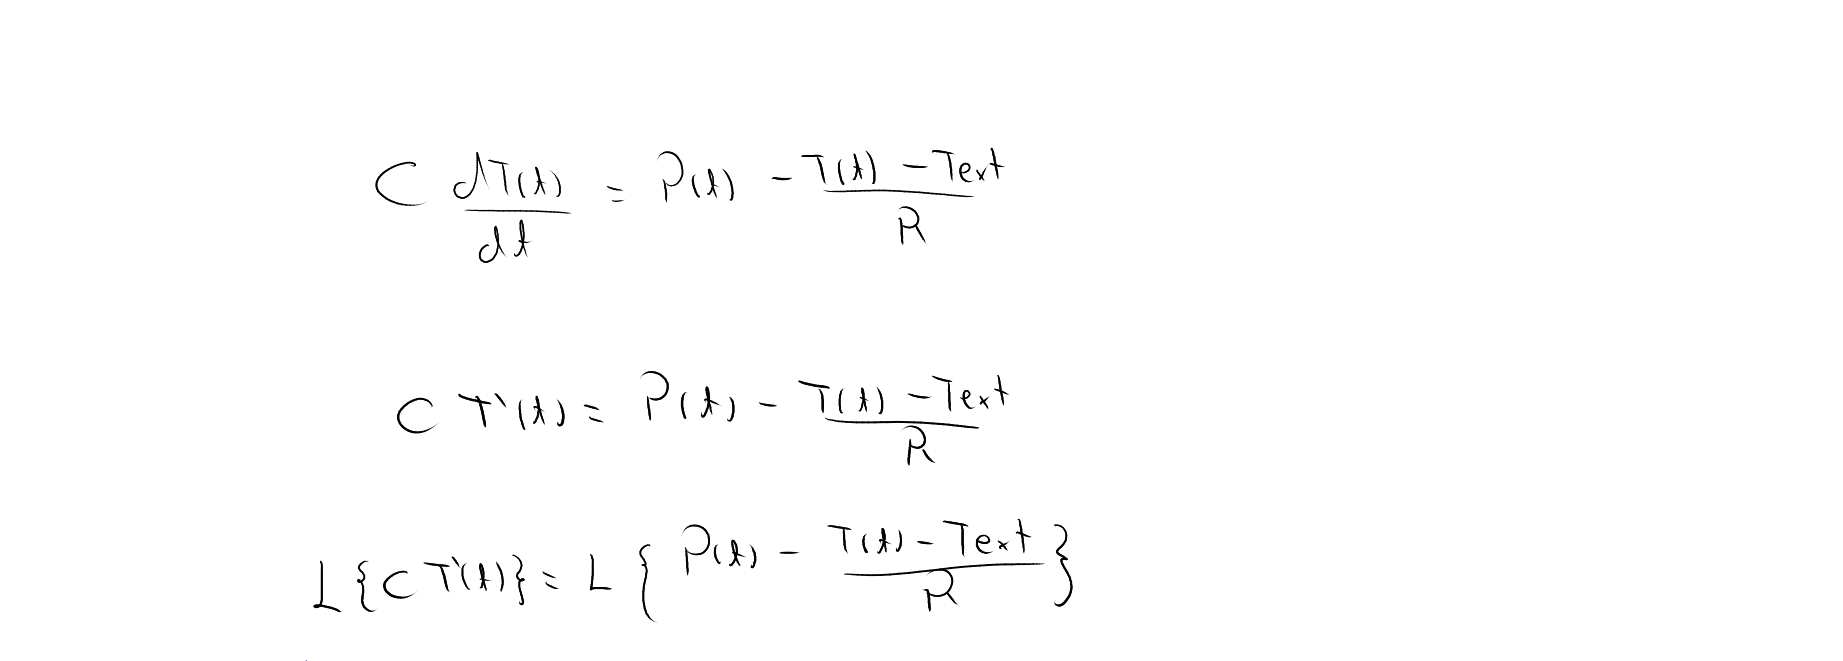 C dT(t)/dt = P(t) - T(t) - Text/R
C T'(t) = P(t) - T(t) - Text/R
L{C T'(t)} = L{P(t) - T(t) - Text/R}